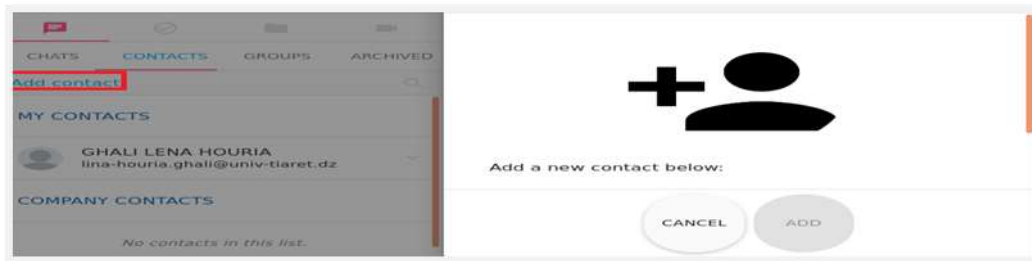 CHATS CONTACTS GROUPS ARCHIVED
Add contact
MY CONTACTS
GHALI LENA HOURIA
lina-houria.ghali@univ-tiaret.dz
COMPANY CONTACTS
No contacts in this list.
Add a new contact below:
CANCEL ADD